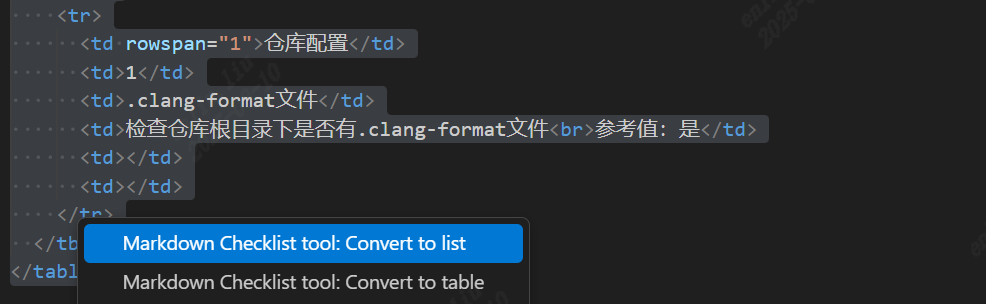 <tr>
<td rowspan="1">仓库配置</td>
<td>1</td>
<td>.clang-format文件</td>
<td>检查仓库根目录下是否有.clang-format文件<br>参考值: 是</td>
<td></td>
<td></td>
</tr>
</tb
</tabl
Markdown Checklist tool: Convert to list
Markdown Checklist tool: Convert to table